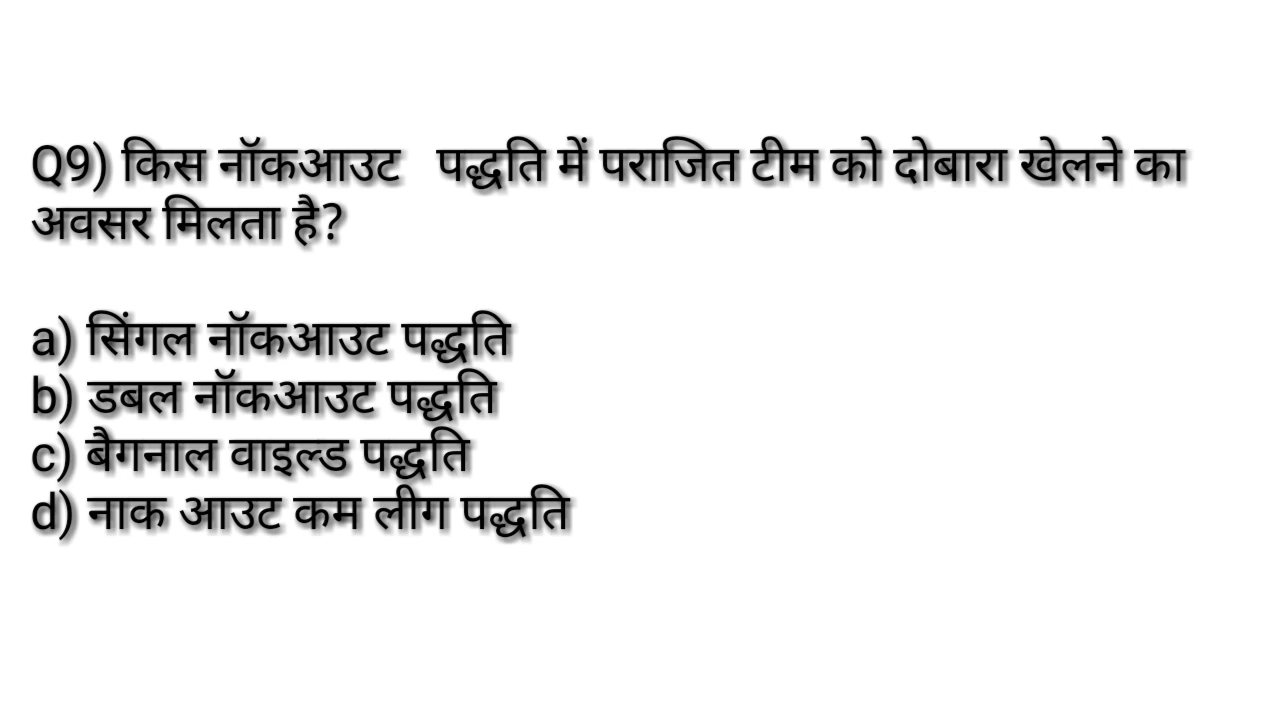 Q9) किस नॉकआउट पद्धति में पराजित टीम को दोबारा खेलने का
अवसर मिलता है?
a) सिंगल नॉकआउट पद्धति
b) डबल नॉकआउट पद्धति
c) बैगनाल वाइल्ड पद्धति
d) नाक आउट कम लीग पद्धति